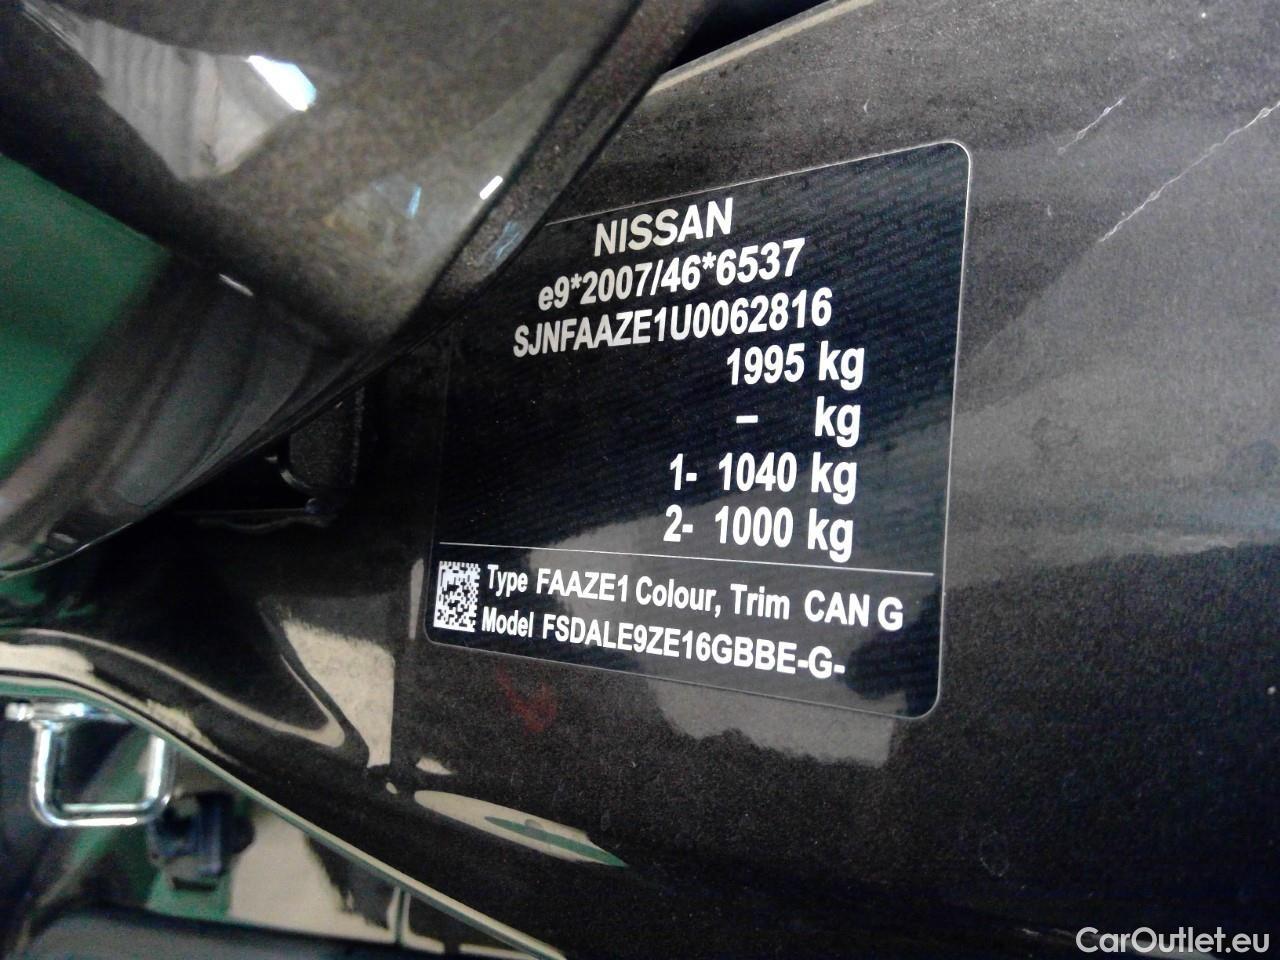 NISSAN
e9*2007/46*6537
SJNFAAZE1U0062816
1995 kg
– kg
1- 1040 kg
2- 1000 kg
Type FAAZE1 Colour, Trim CAN G
Model FSDALE9ZE16GBBE-G-
CarOutlet.eu